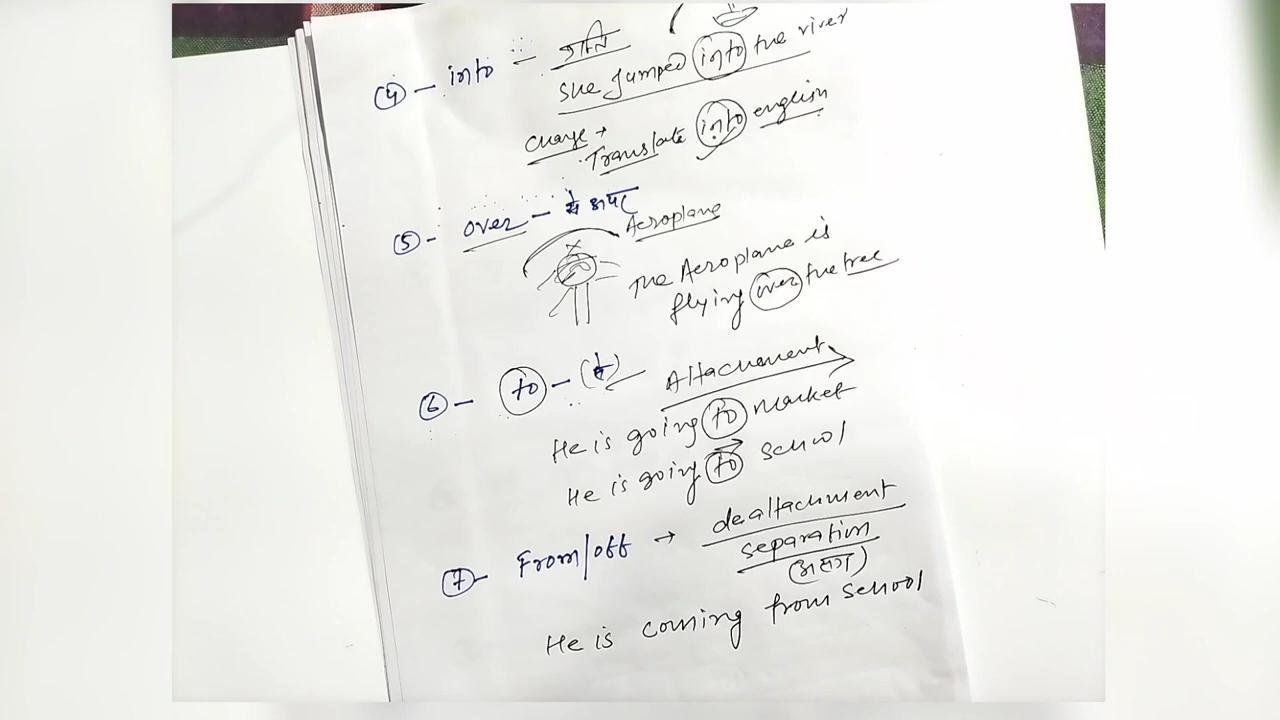 ④ - into - गति
She Jumped into the river
change →
Translate into english
⑤ - over - के ऊपर
Aeroplane
The Aeroplane is
flying over the tree
⑥ - to -
Attachment
He is going to market
He is going to school
⑦ - From/off → deattachment
separation
(अलग)
He is coming from school